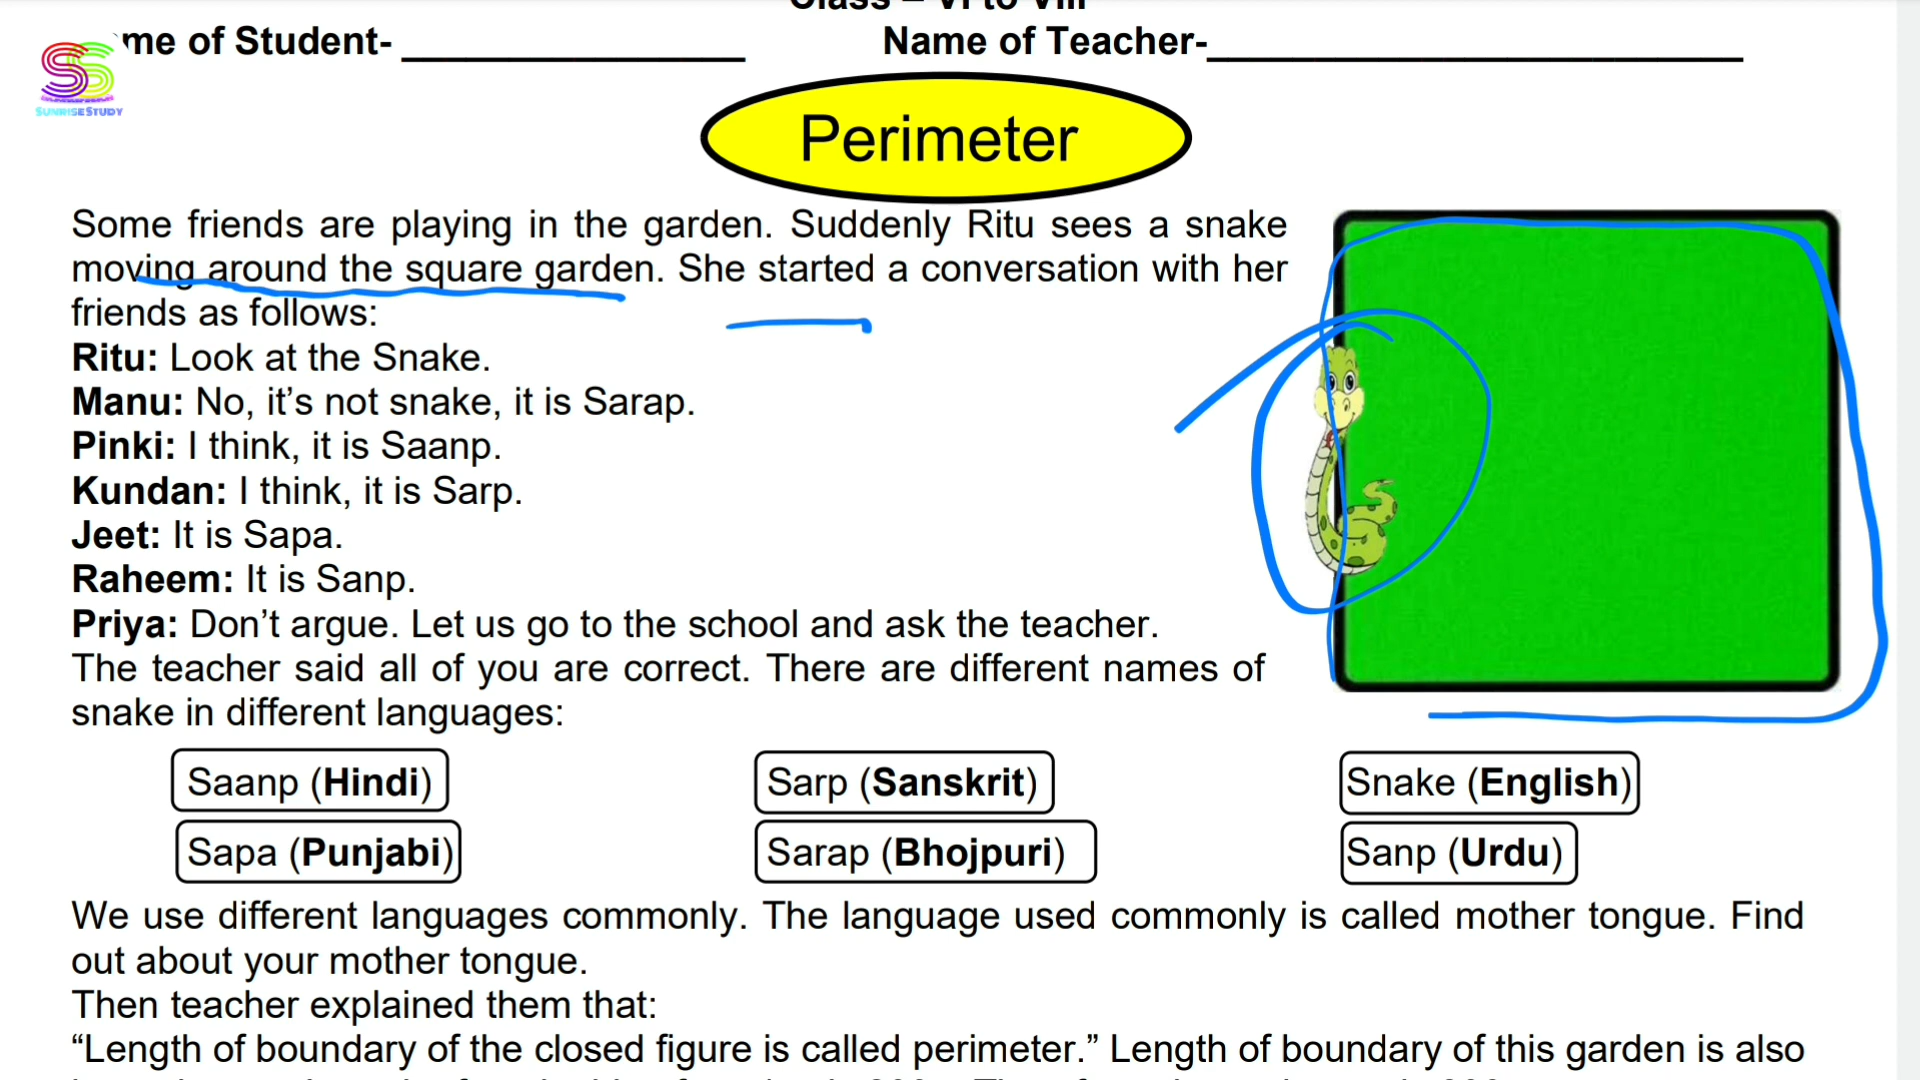 Class – VI to VIII
me of Student-
Name of Teacher-
SUNRISE STUDY
Perimeter
Some friends are playing in the garden. Suddenly Ritu sees a snake
moving around the square garden. She started a conversation with her
friends as follows:
Ritu: Look at the Snake.
Manu: No, it’s not snake, it is Sarap.
Pinki: I think, it is Saanp.
Kundan: I think, it is Sarp.
Jeet: It is Sapa.
Raheem: It is Sanp.
Priya: Don’t argue. Let us go to the school and ask the teacher.
The teacher said all of you are correct. There are different names of
snake in different languages:
Saanp (Hindi)
Sarp (Sanskrit)
Snake (English)
Sapa (Punjabi)
Sarap (Bhojpuri)
Sanp (Urdu)
We use different languages commonly. The language used commonly is called mother tongue. Find
out about your mother tongue.
Then teacher explained them that:
“Length of boundary of the closed figure is called perimeter.” Length of boundary of this garden is also